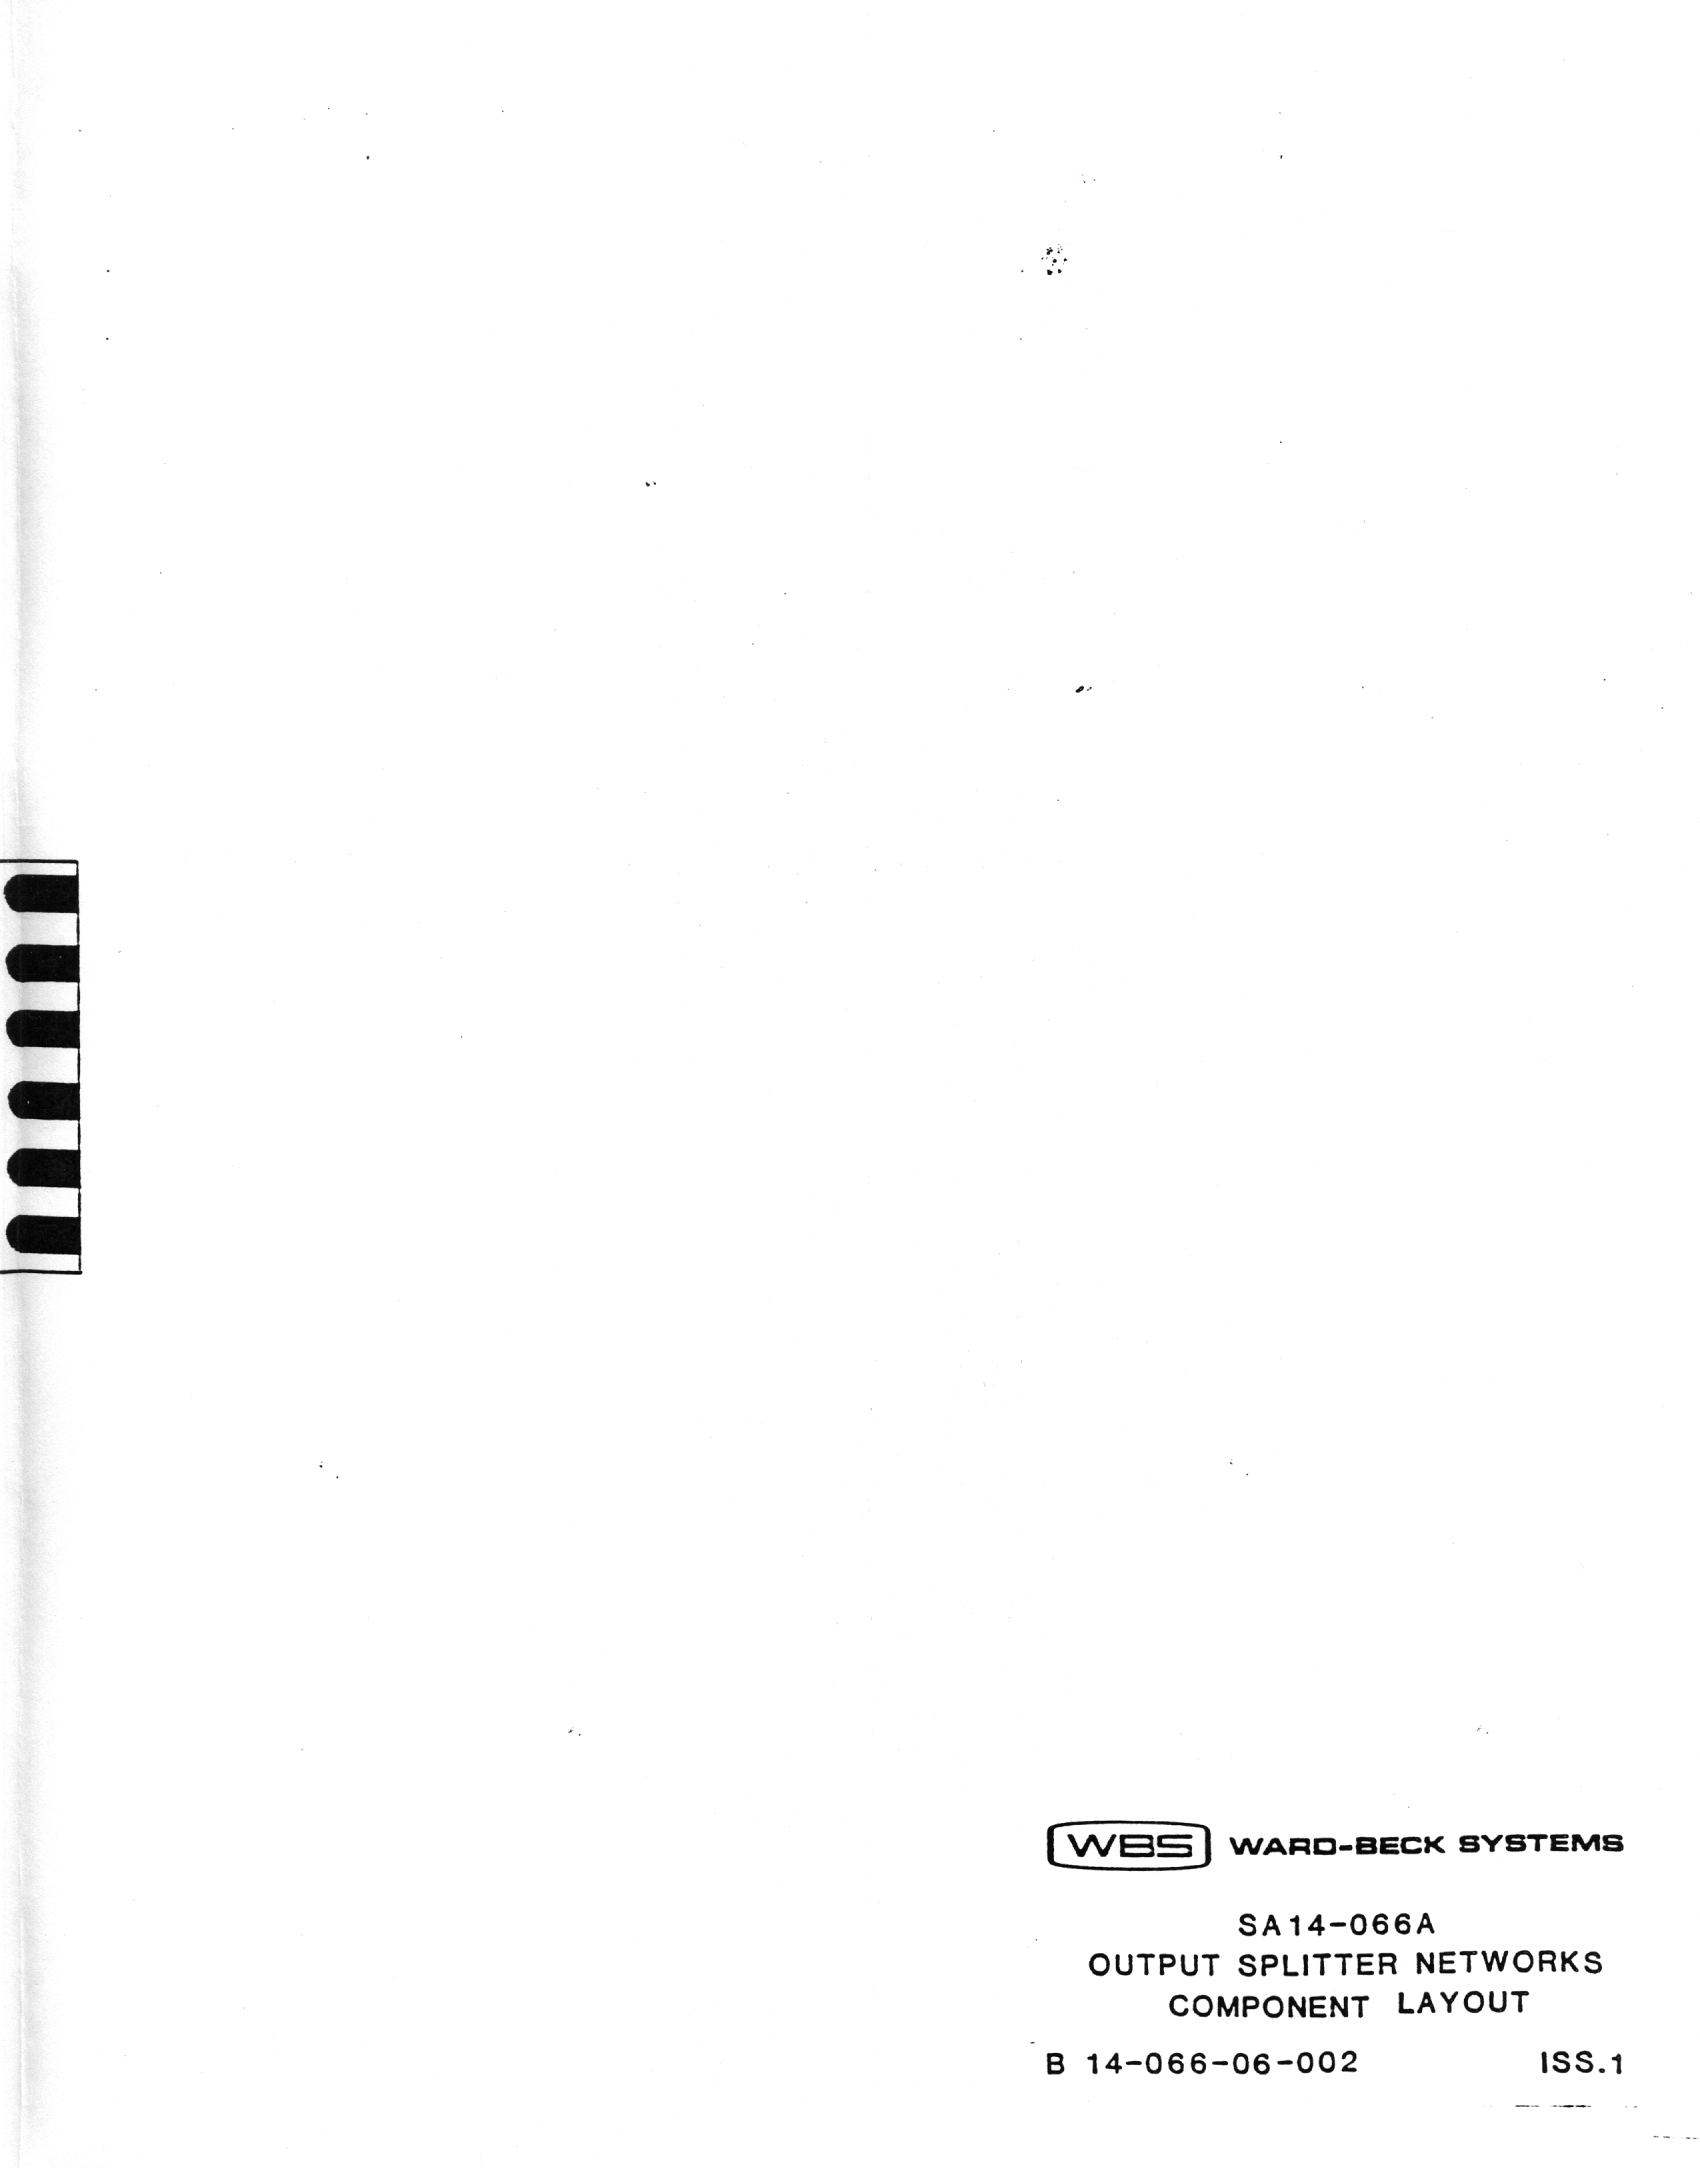 WBS WARD-BECK SYSTEMS
SA14-066A
OUTPUT SPLITTER NETWORKS
COMPONENT LAYOUT
B 14-066-06-002 ISS.1